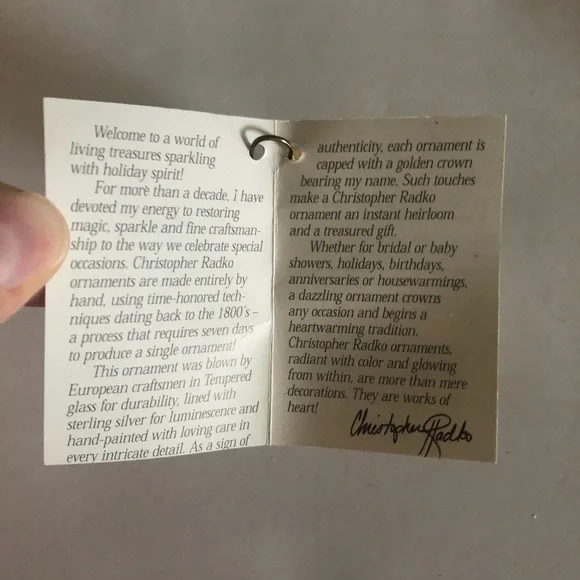 Welcome to a world of
living treasures sparkling
with holiday spirit!
For more than a decade, I have
devoted my energy to restoring
magic, sparkle and fine craftsman-
ship to the way we celebrate special
occasions. Christopher Radko
ornaments are made entirely by
hand, using time-honored tech-
niques dating back to the 1800's –
a process that requires seven days
to produce a single ornament!
This ornament was blown by
European craftsmen in Tempered
glass for durability, lined with
sterling silver for luminescence and
hand-painted with loving care in
every intricate detail. As a sign of
authenticity, each ornament is
capped with a golden crown
bearing my name. Such touches
make a Christopher Radko
ornament an instant heirloom
and a treasured gift.
Whether for bridal or baby
showers, holidays, birthdays,
anniversaries or housewarmings,
a dazzling ornament crowns
any occasion and begins a
heartwarming tradition.
Christopher Radko ornaments,
radiant with color and glowing
from within, are more than mere
decorations. They are works of
heart!
Christopher Radko